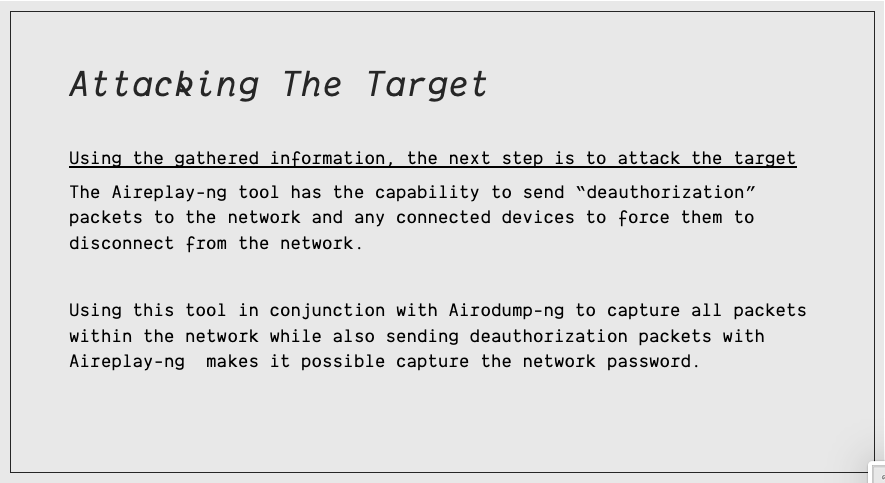 Attacking The Target
Using the gathered information, the next step is to attack the target
The Aireplay-ng tool has the capability to send “deauthorization”
packets to the network and any connected devices to force them to
disconnect from the network.
Using this tool in conjunction with Airodump-ng to capture all packets
within the network while also sending deauthorization packets with
Aireplay-ng  makes it possible capture the network password.